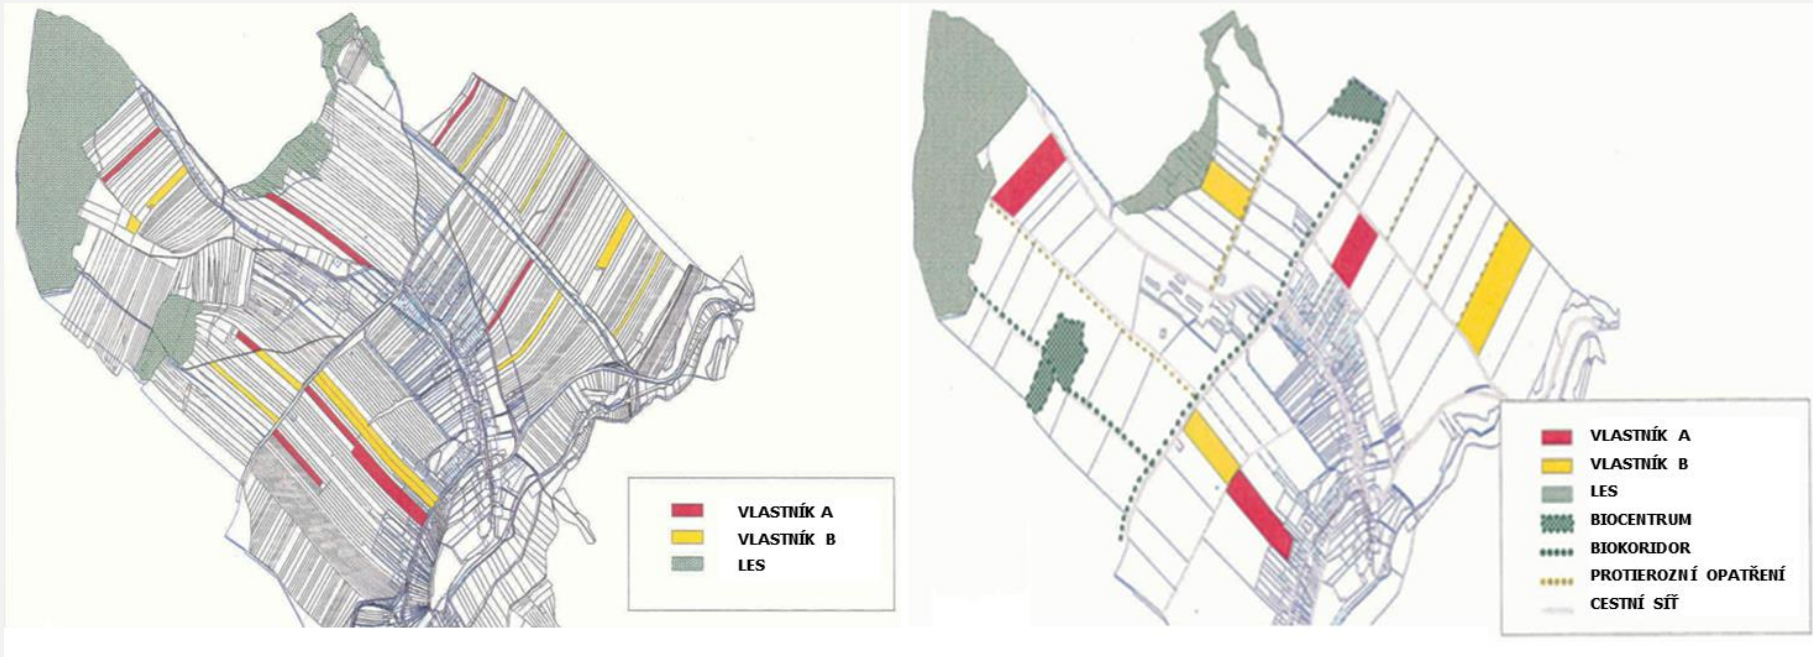 VLASTNÍK A
VLASTNÍK B
LES
VLASTNÍK A
VLASTNÍK B
LES
BIOCENTRUM
BIOKORIDOR
PROTIEROZNÍ OPATŘENÍ
CESTNÍ SÍŤ